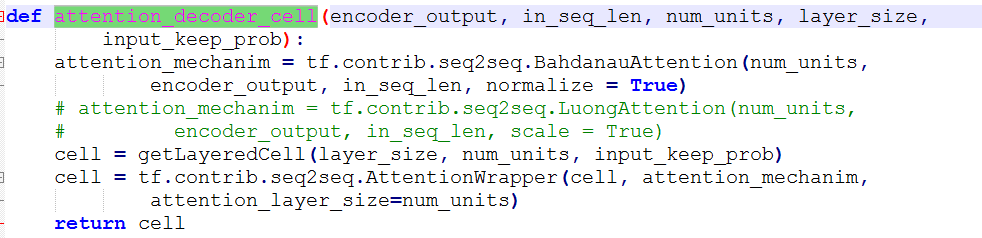 def attention_decoder_cell(encoder_output, in_seq_len, num_units, layer_size,
        input_keep_prob):
    attention_mechanim = tf.contrib.seq2seq.BahdanauAttention(num_units,
            encoder_output, in_seq_len, normalize = True)
    # attention_mechanim = tf.contrib.seq2seq.LuongAttention(num_units,
    #         encoder_output, in_seq_len, scale = True)
    cell = getLayeredCell(layer_size, num_units, input_keep_prob)
    cell = tf.contrib.seq2seq.AttentionWrapper(cell, attention_mechanim,
            attention_layer_size=num_units)
    return cell